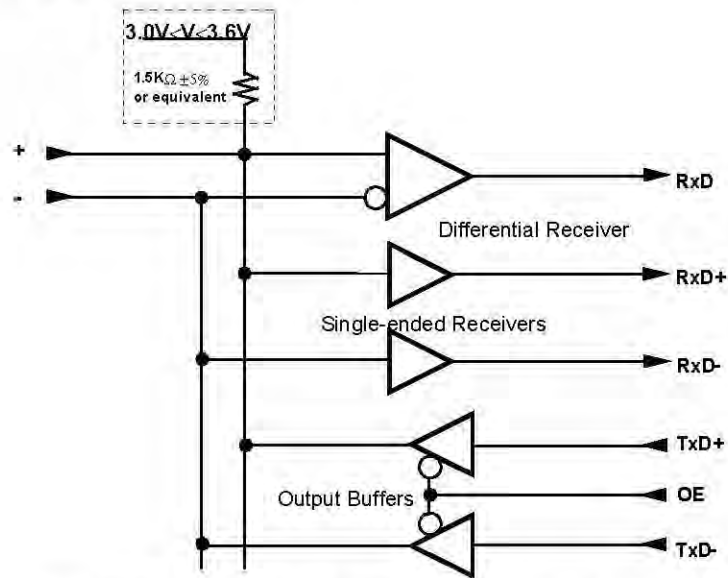 3.0V<V<3.6V
1.5KΩ ±5%
or equivalent
+
-
RxD
Differential Receiver
RxD+
Single-ended Receivers
RxD-
TxD+
Output Buffers
OE
TxD-